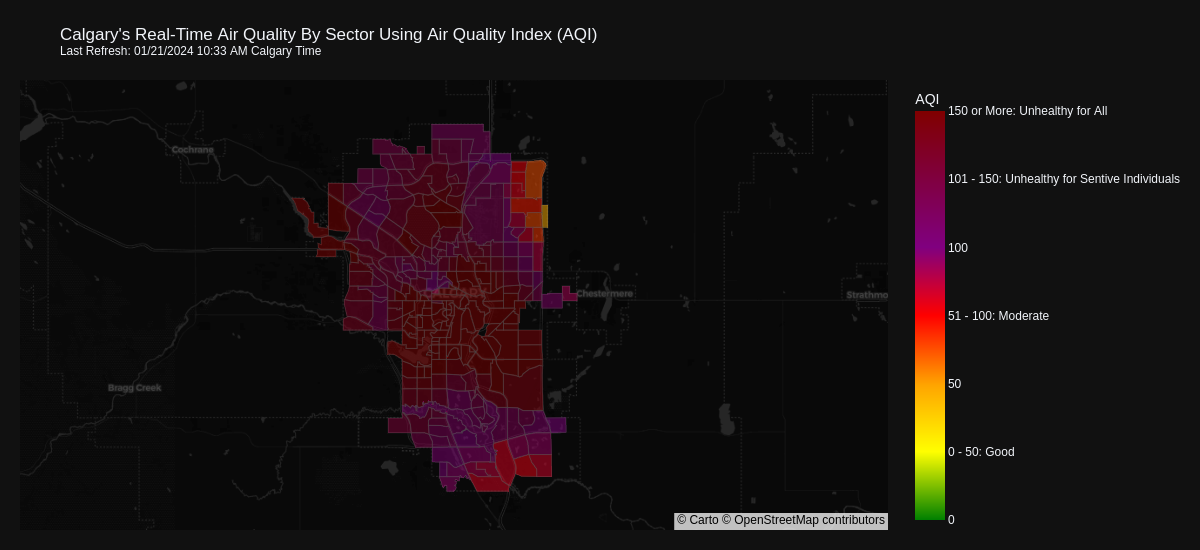 Calgary's Real-Time Air Quality By Sector Using Air Quality Index (AQI)
Last Refresh: 01/21/2024 10:33 AM Calgary Time
AQI
150 or More: Unhealthy for All
Cochrane
101 - 150: Unhealthy for Sentive Individuals
100
CALGARY
Chestermere
Strathmo
51 - 100: Moderate
Bragg Creek
50
0 - 50: Good
© Carto © OpenStreetMap contributors
0